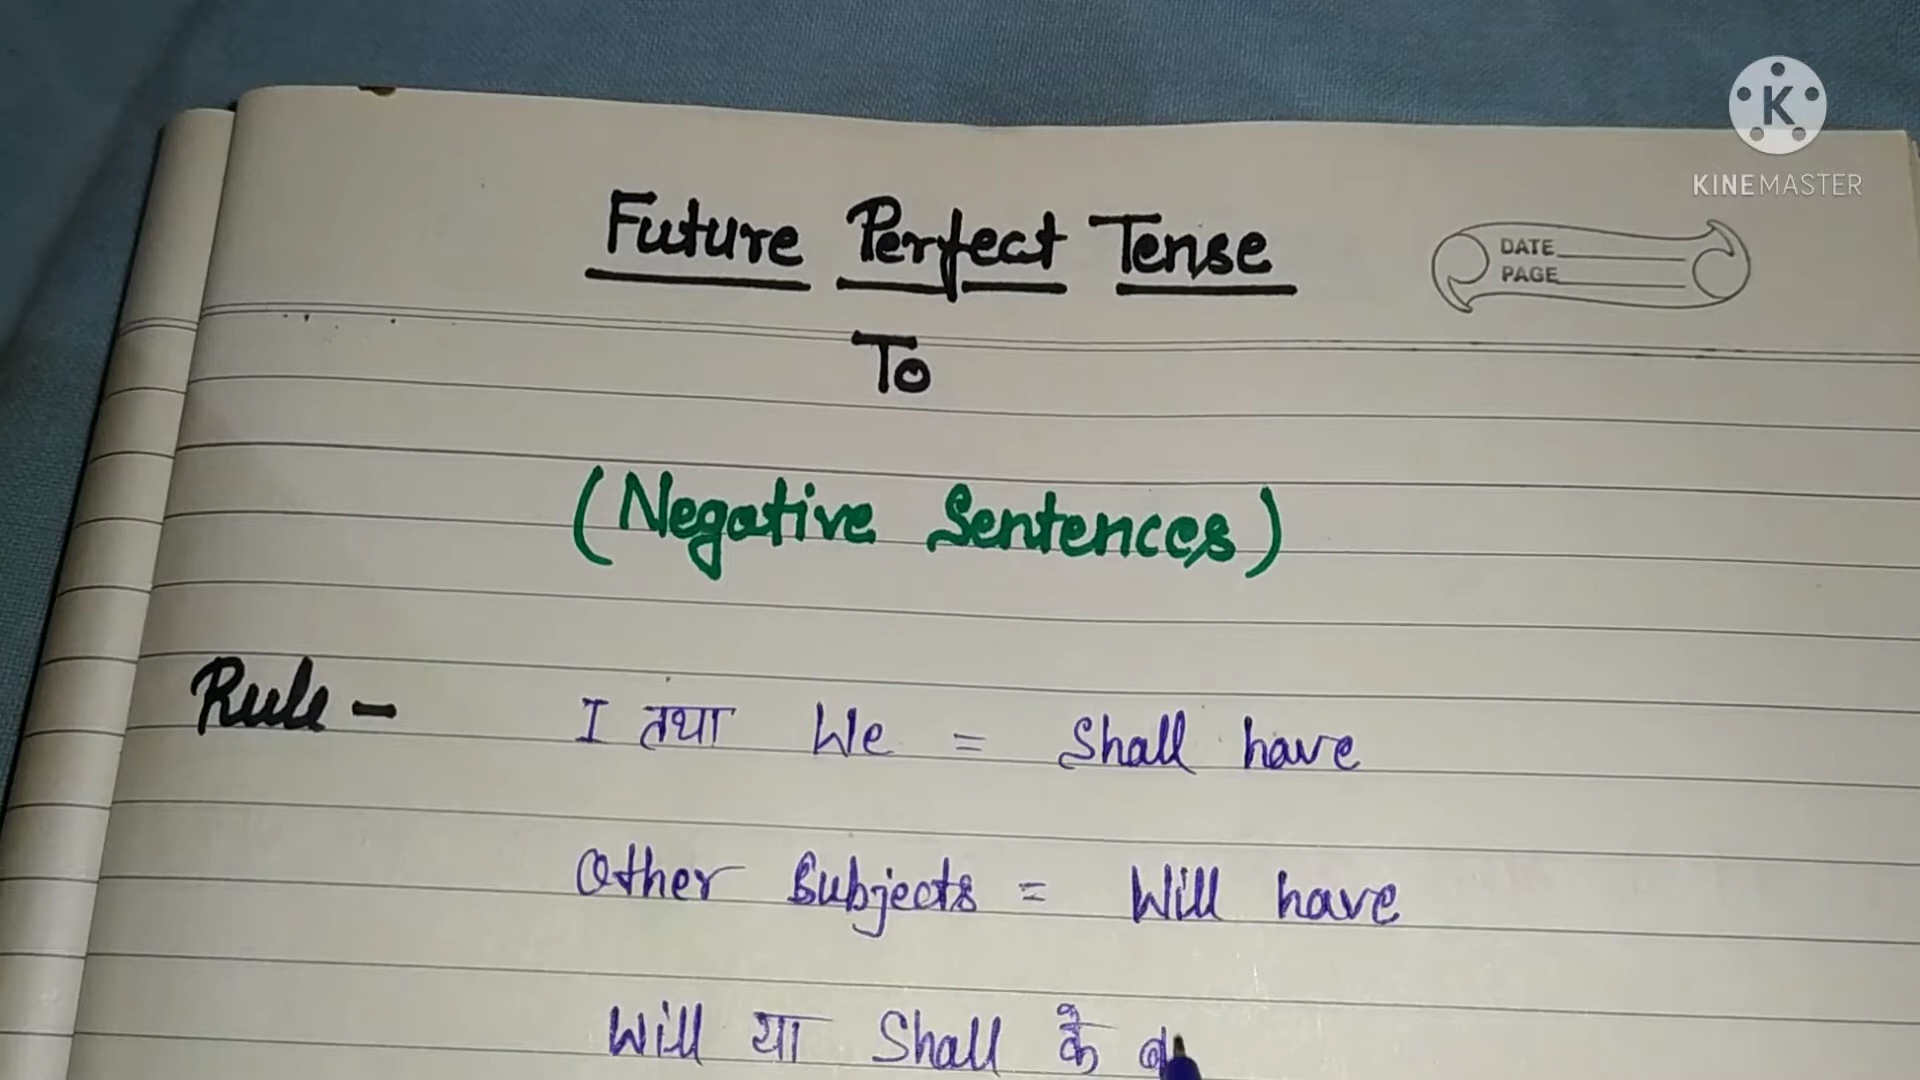 K
KINEMASTER
Future Perfect Tense
DATE
PAGE
To
(Negative Sentences)
Rule- I तथा We = Shall have
Other Subjects = Will have
Will या Shall के